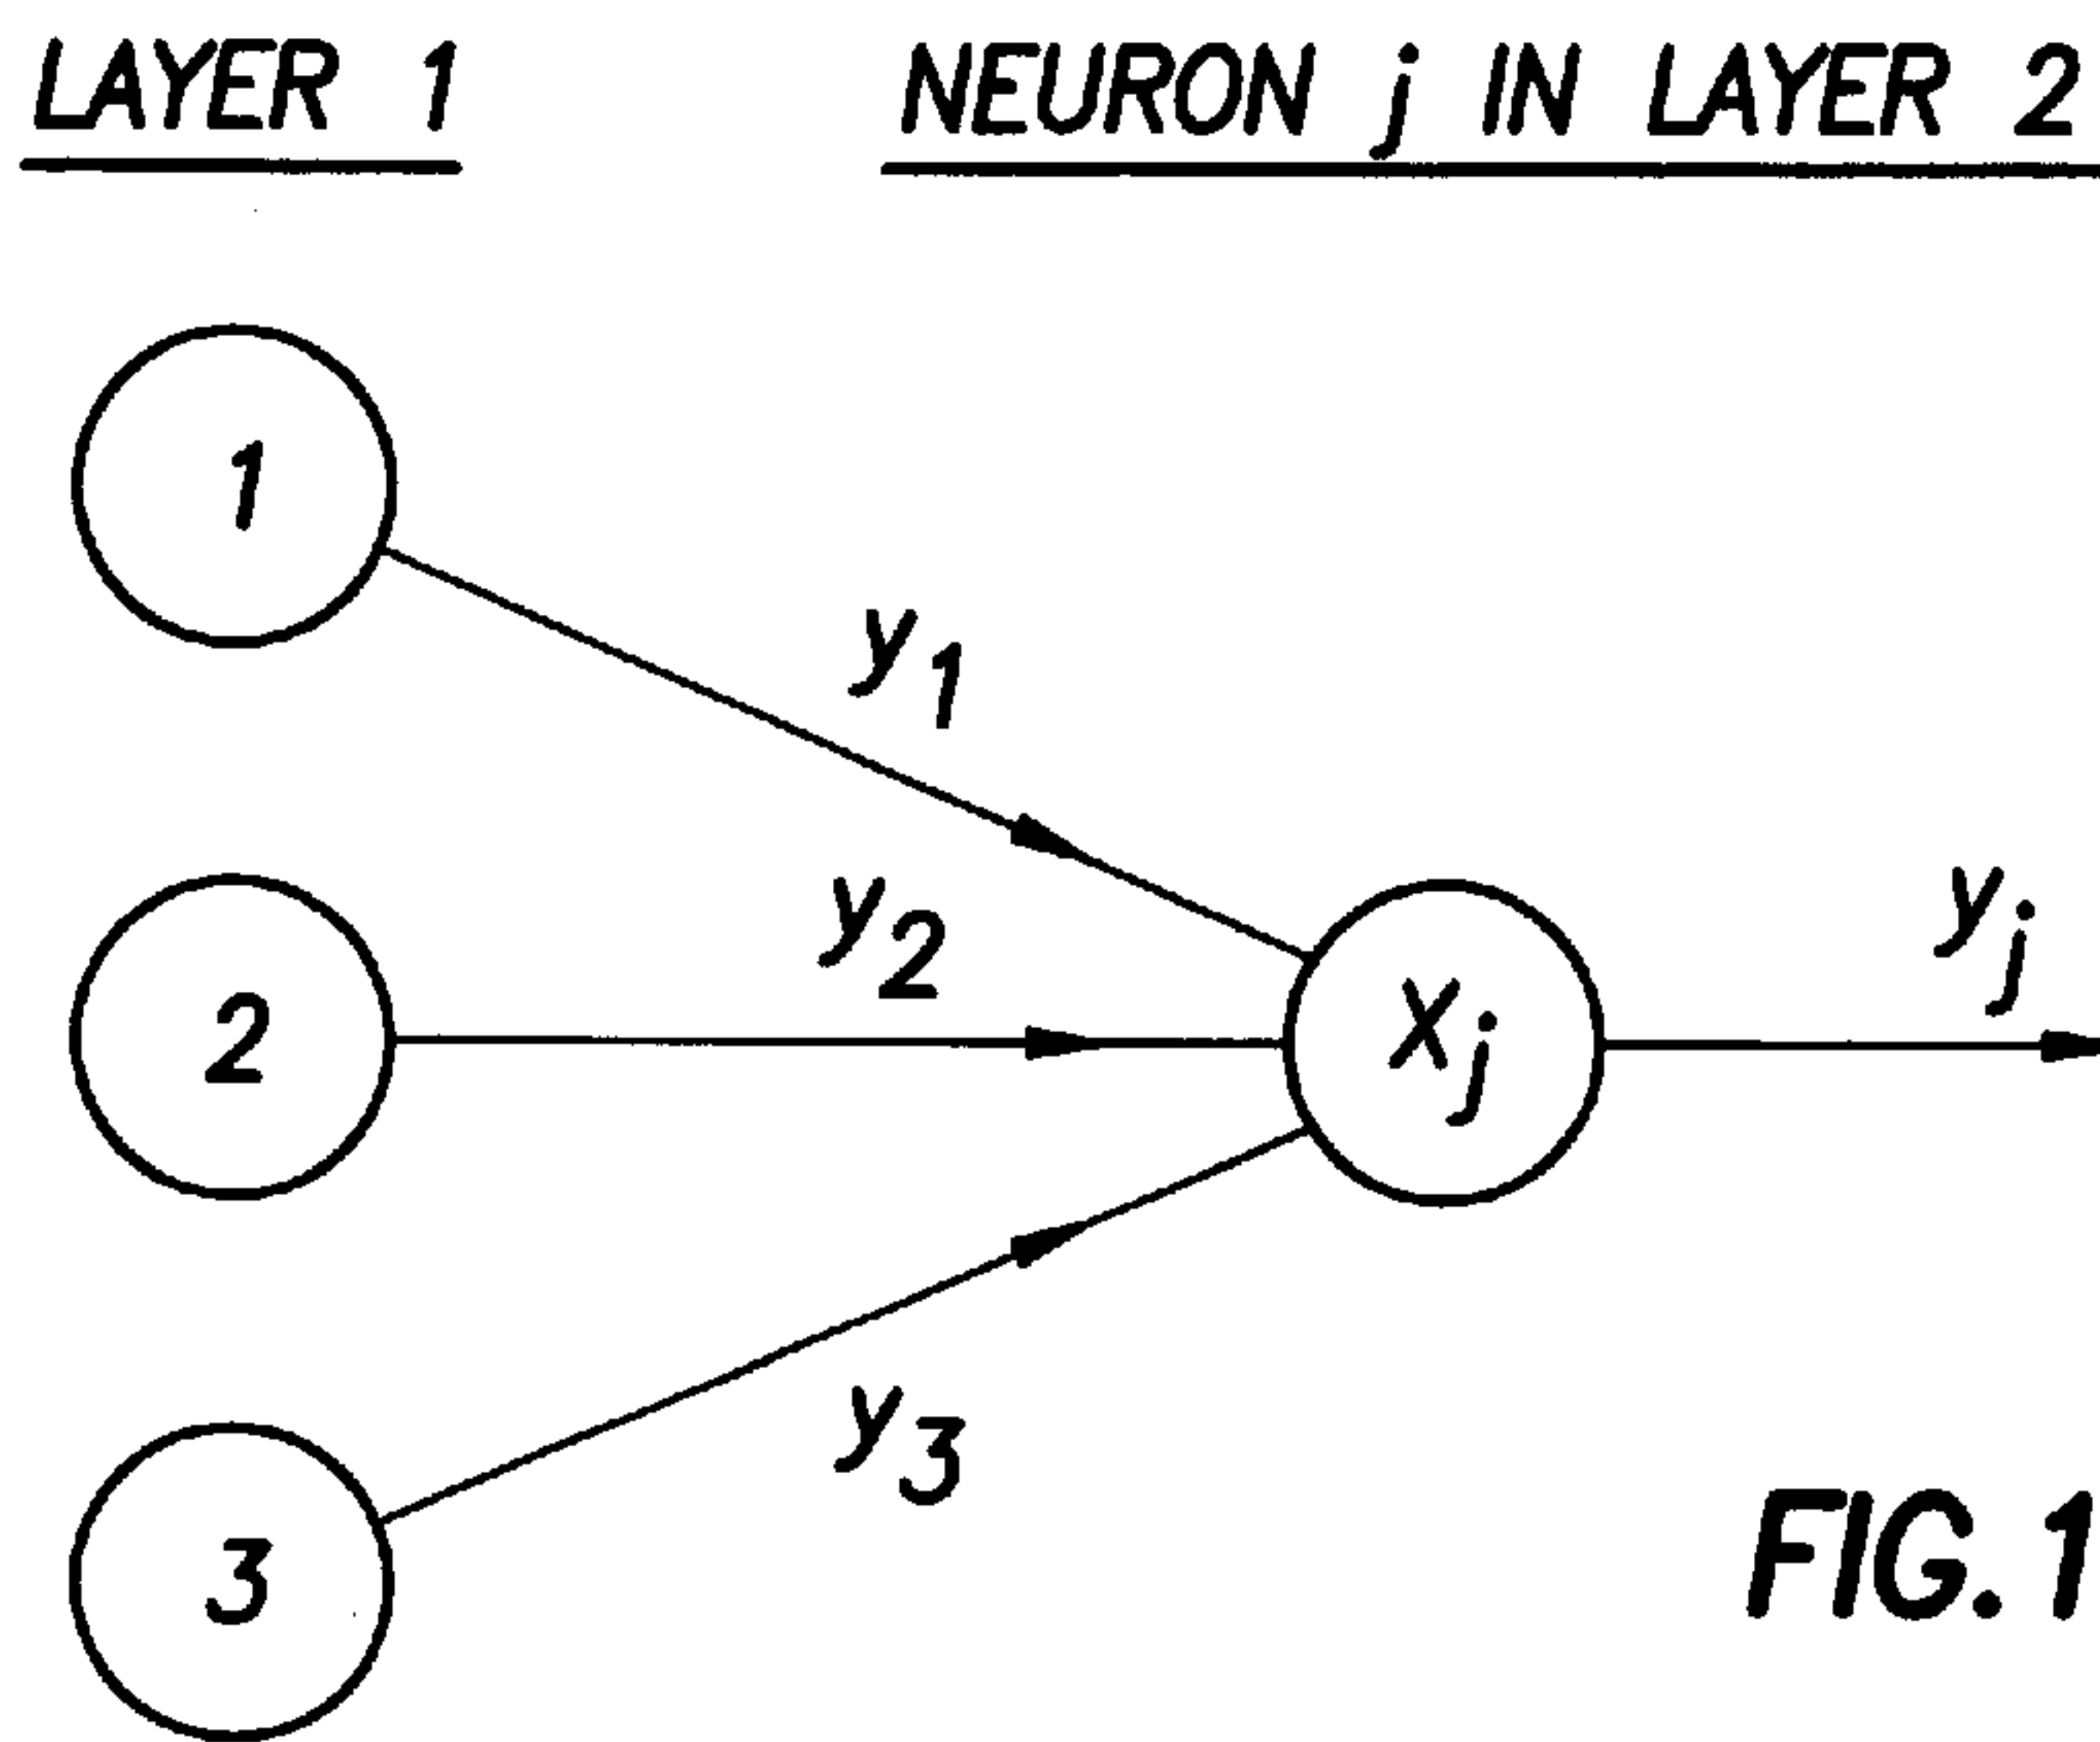 LAYER 1
NEURON j IN LAYER 2
1
y1
y2
yj
2
xj
y3
3
FIG. 1